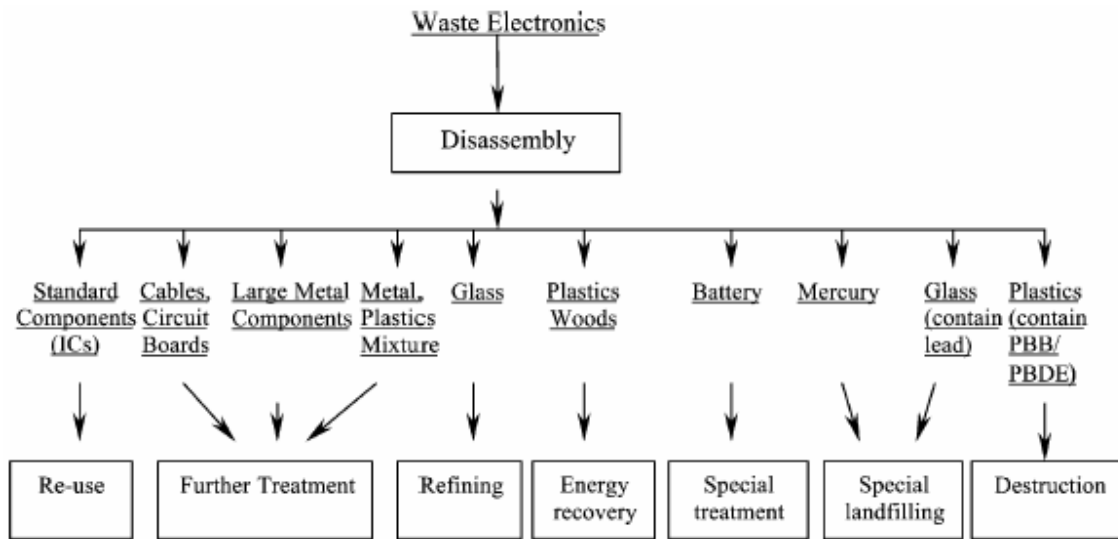 Waste Electronics
Disassembly
Standard
Components
(ICs)
Cables,
Circuit
Boards
Large Metal
Components
Metal,
Plastics
Mixture
Glass
Plastics
Woods
Battery
Mercury
Glass
(contain
lead)
Plastics
(contain
PBB/
PBDE)
Re-use
Further Treatment
Refining
Energy
recovery
Special
treatment
Special
landfilling
Destruction